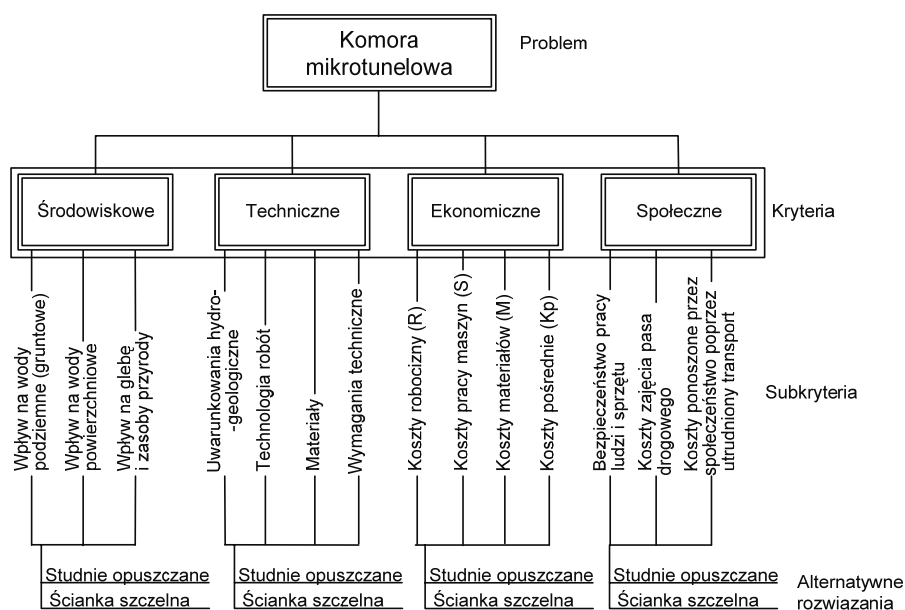 Komora
mikrotunelowa
Problem
Środowiskowe
Techniczne
Ekonomiczne
Społeczne
Kryteria
Wpływ na wody
podziemne (gruntowe)
Wpływ na wody
powierzchniowe
Wpływ na glebę
i zasoby przyrody
Uwarunkowania hydro-
-geologiczne
Technologia robót
Materiały
Wymagania techniczne
Koszty robocizny (R)
Koszty pracy maszyn (S)
Koszty materiałów (M)
Koszty pośrednie (Kp)
Bezpieczeństwo pracy
ludzi i sprzętu
Koszty zajęcia pasa
drogowego
Koszty ponoszone przez
społeczeństwo poprzez
utrudniony transport
Subkryteria
Studnie opuszczane
Ścianka szczelna
Studnie opuszczane
Ścianka szczelna
Studnie opuszczane
Ścianka szczelna
Studnie opuszczane
Ścianka szczelna
Alternatywne
rozwiazania